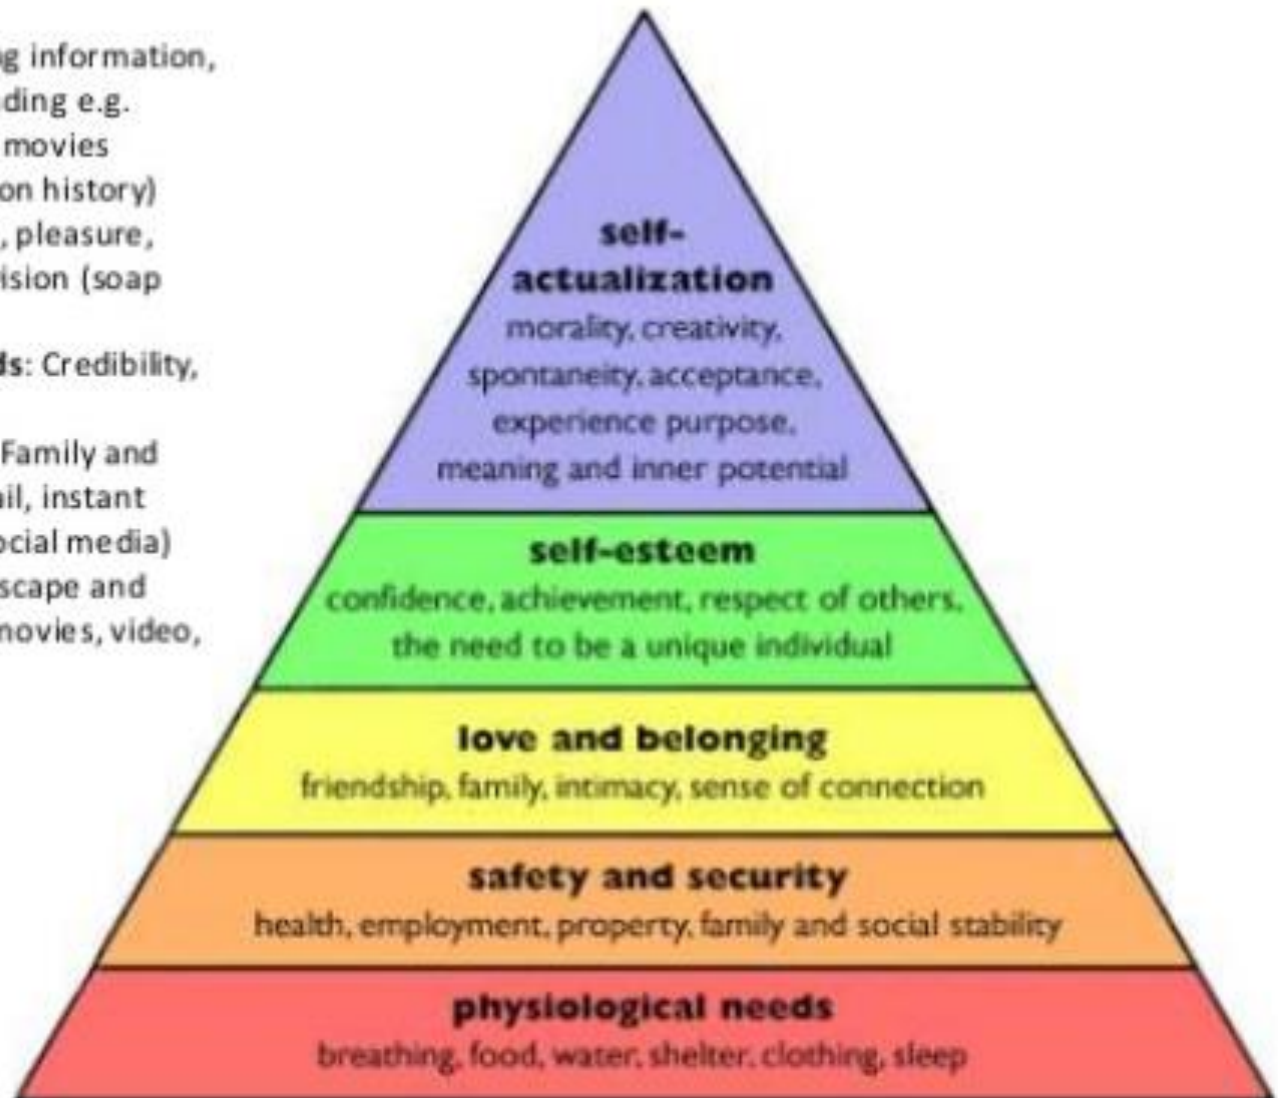 g information,
ding e.g.
movies
on history)
, pleasure,
ision (soap
ds: Credibility,
Family and
ail, instant
ocial media)
scape and
movies, video,
self-
actualization
morality, creativity,
spontaneity, acceptance,
experience purpose,
meaning and inner potential
self-esteem
confidence, achievement, respect of others,
the need to be a unique individual
love and belonging
friendship, family, intimacy, sense of connection
safety and security
health, employment, property, family and social stability
physiological needs
breathing, food, water, shelter, clothing, sleep